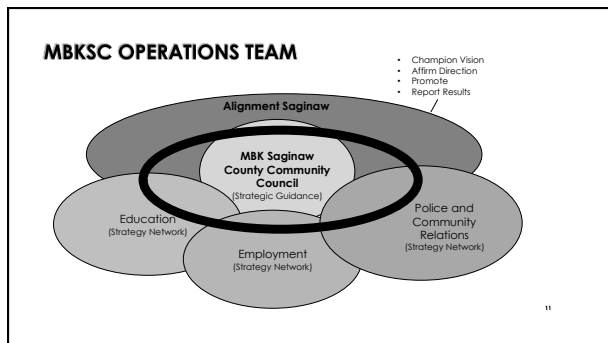 MBKSC OPERATIONS TEAM
• Champion Vision
• Affirm Direction
• Promote
• Report Results
Alignment Saginaw
MBK Saginaw
County Community
Council
(Strategic Guidance)
Education
(Strategy Network)
Employment
(Strategy Network)
Police and
Community
Relations
(Strategy Network)
11